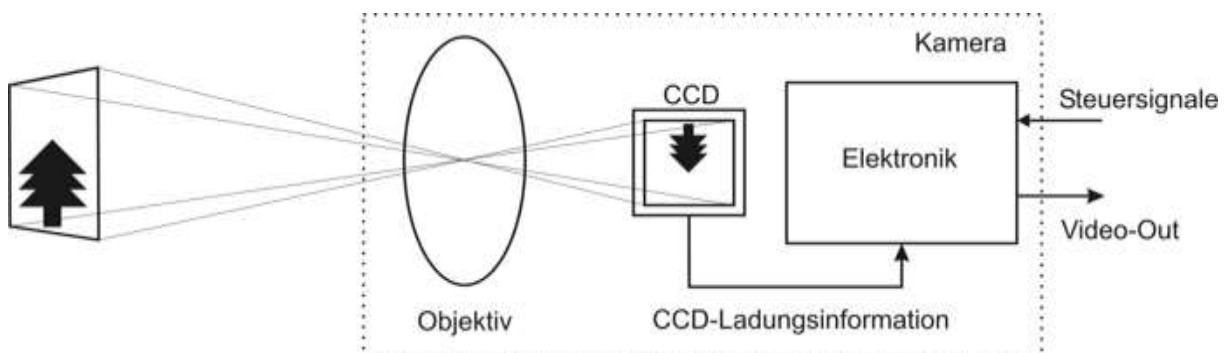 Kamera
CCD
Steuersignale
Elektronik
Video-Out
Objektiv
CCD-Ladungsinformation